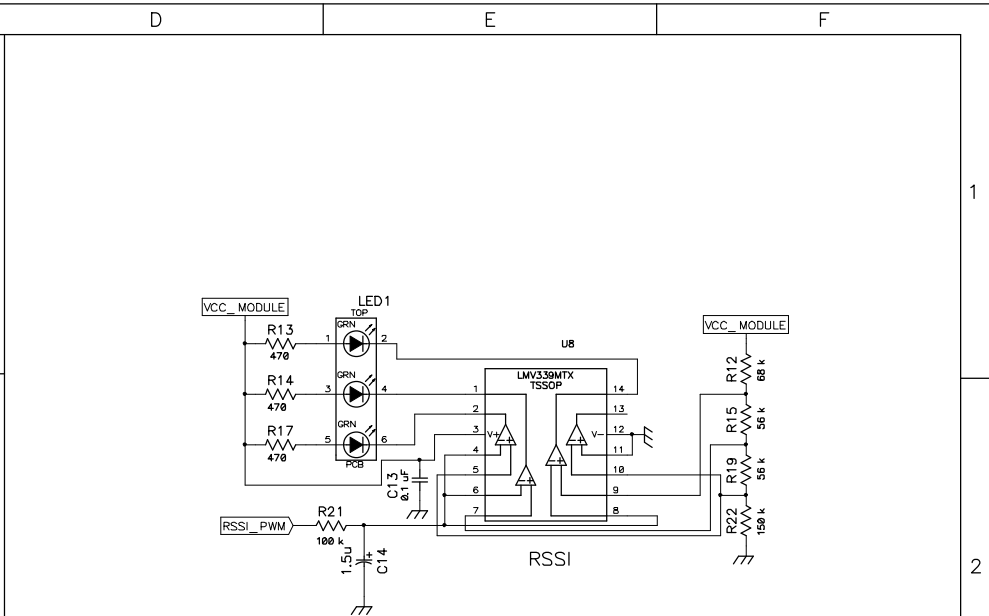 D E F
1
VCC_ MODULE
LED1
TOP
R13
470
1
GRN
2
U8
VCC_ MODULE
R12
68 k
R14
470
3
GRN
4
LMV339MTX
TSSOP
1
14
2
13
3
V+
V-
12
4
11
5
10
6
9
7
8
-+
-+
-+
-+
R15
56 k
R17
470
5
GRN
6
PCB
C13
0.1 uF
R19
56 k
RSSI_PWM
R21
100 k
R22
150 k
1.5u
+
C14
RSSI
2